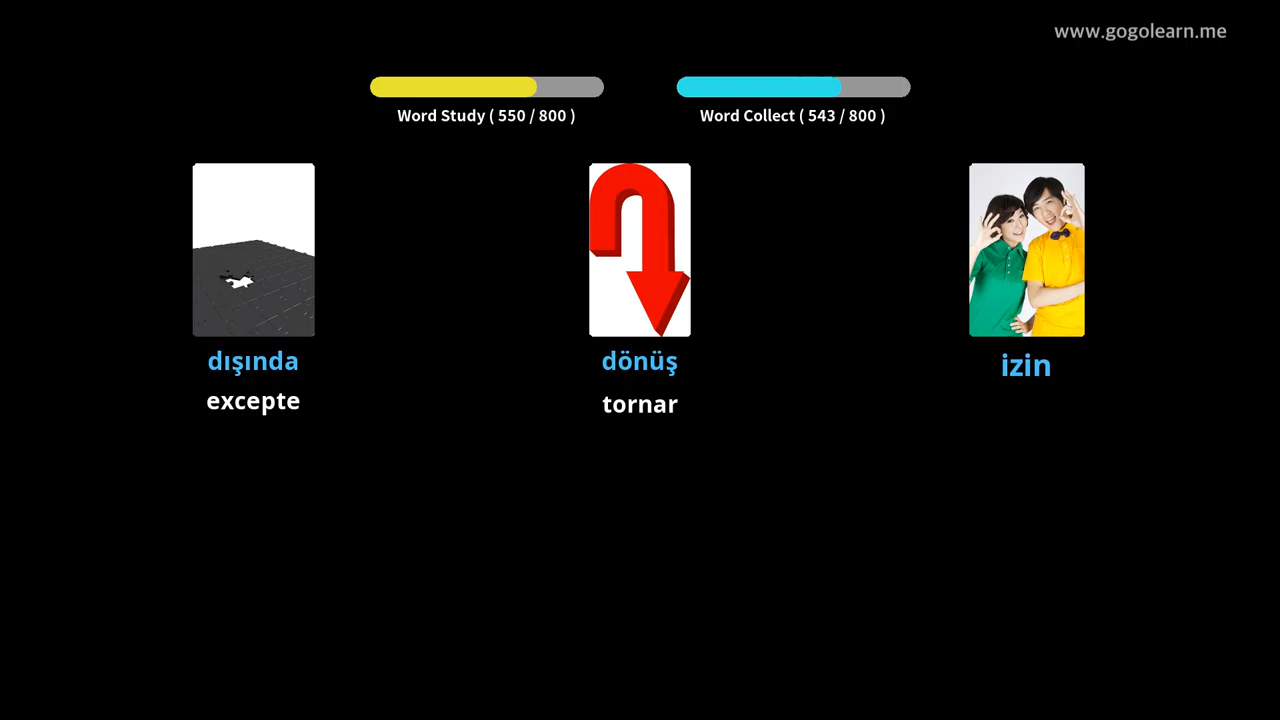 www.gogolearn.me
Word Study ( 550 / 800 )
Word Collect ( 543 / 800 )
dışında
excepte
dönüş
tornar
izin